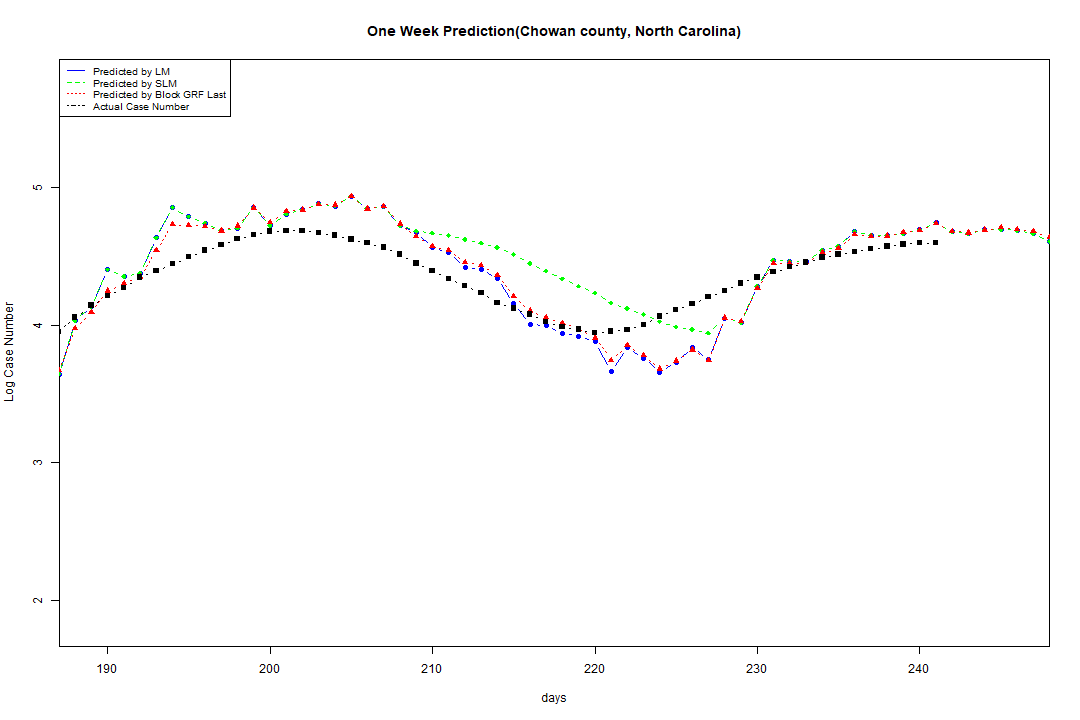 One Week Prediction(Chowan county, North Carolina)
Predicted by LM
Predicted by SLM
Predicted by Block GRF Last
Actual Case Number
5
4
3
2
Log Case Number
190 200 210 220 230 240
days